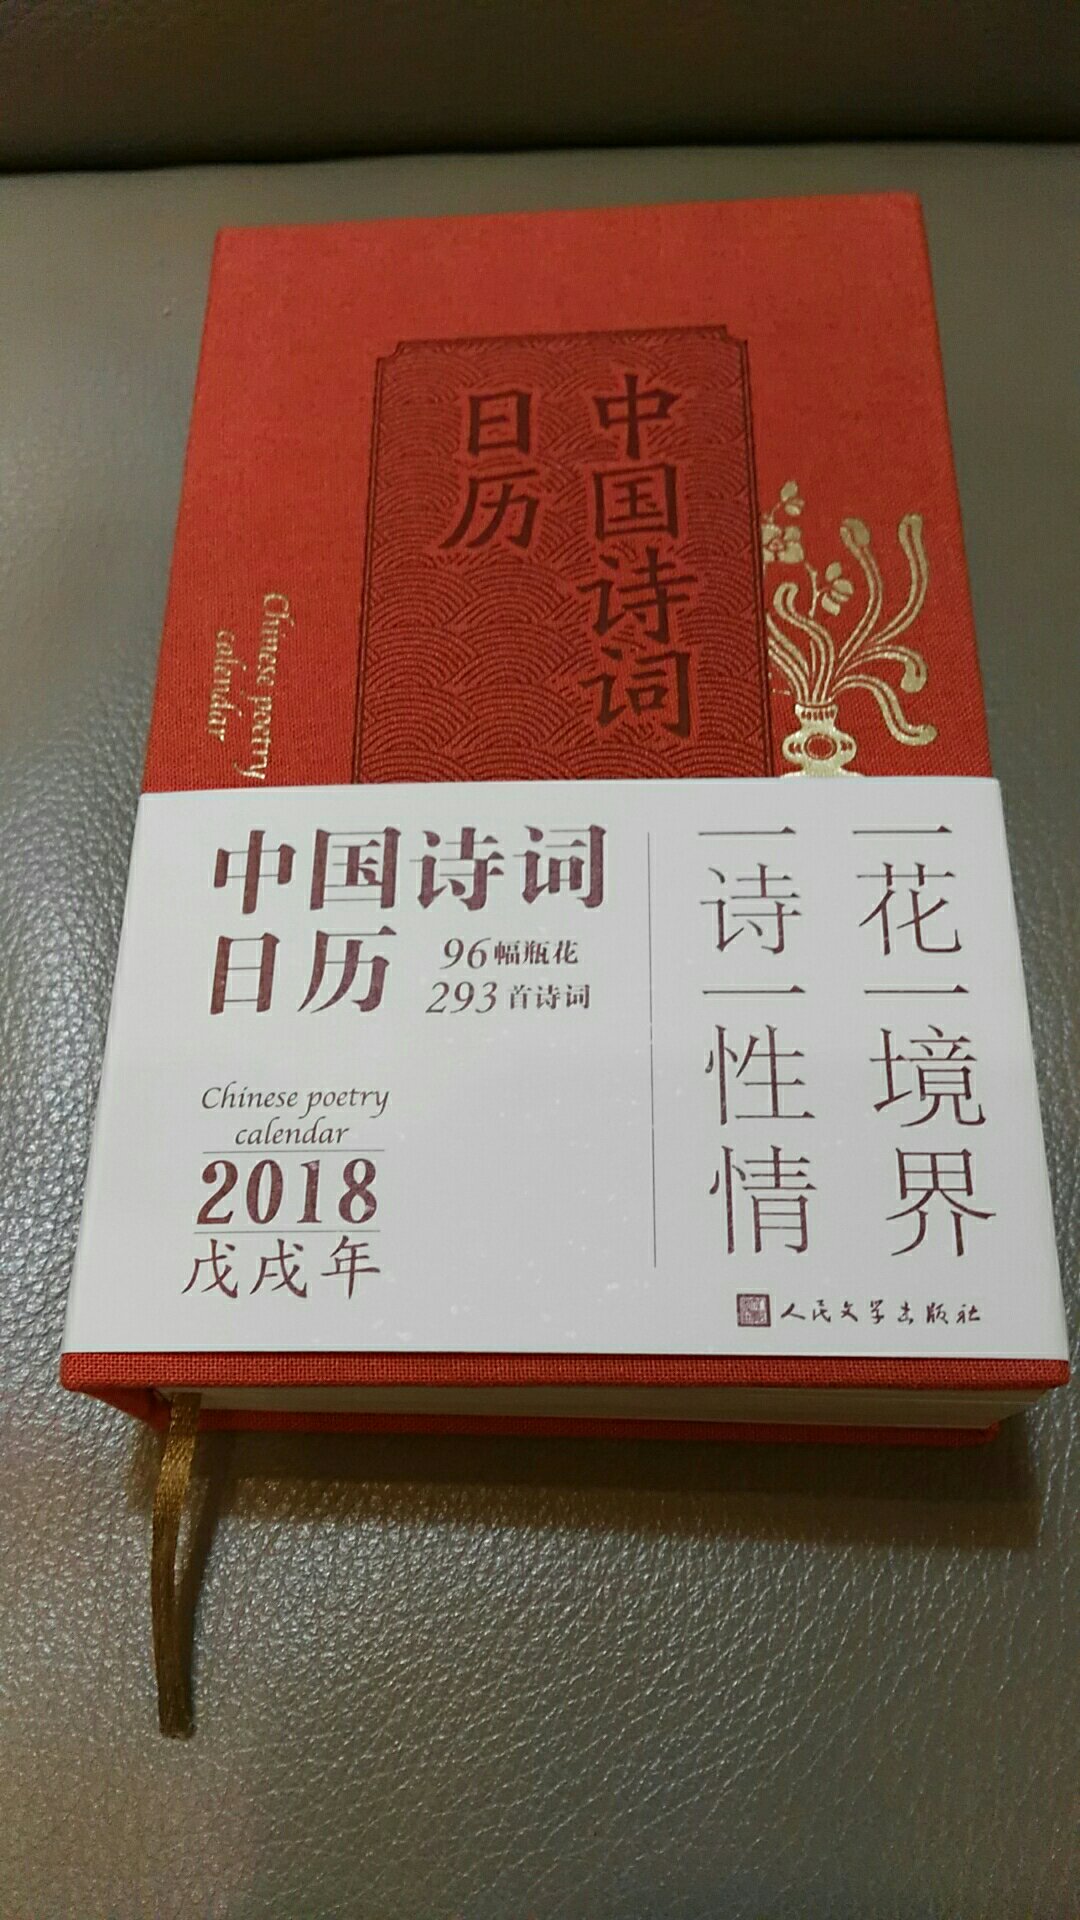 中国诗词
日历
Chinese poetry
calendar
中国诗词
日历
96幅瓶花
293首诗词
Chinese poetry
calendar
2018
戊戌年
一花一境界
一诗一性情
人民文学出版社